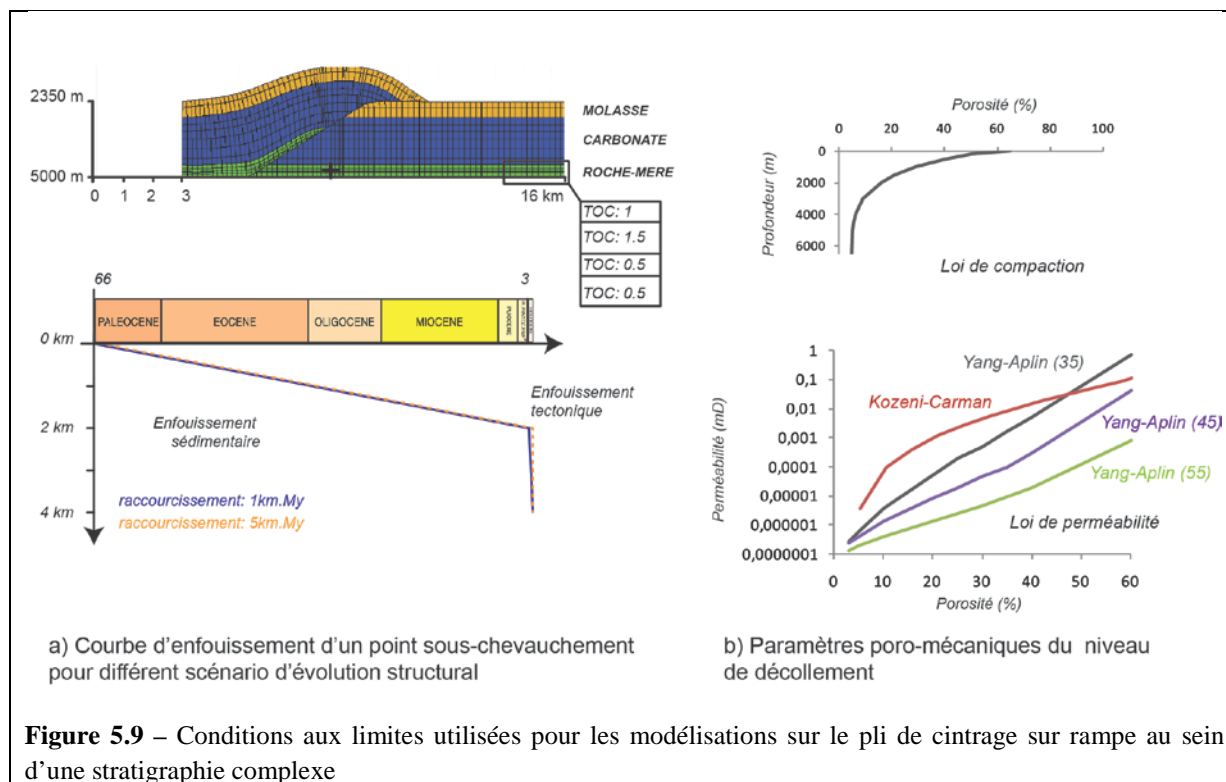 2350 m
5000 m
0 1 2 3 16 km
MOLASSE
CARBONATE
ROCHE-MERE
TOC: 1
TOC: 1.5
TOC: 0.5
TOC: 0.5
66 3
PALEOCENE EOCENE OLIGOCENE MIOCENE PLIOCENE
0 km
2 km
4 km
Enfouissement
sédimentaire
Enfouissement
tectonique
raccourcissement: 1km.My
raccourcissement: 5km.My
a) Courbe d'enfouissement d'un point sous-chevauchement
pour différent scénario d'évolution structural
Porosité (%)
0 20 40 60 80 100
Profondeur (m)
0
2000
4000
6000
Loi de compaction
Perméabilité (mD)
1
0,1
0,01
0,001
0,0001
0,00001
0,000001
0,0000001
Yang-Aplin (35)
Kozeni-Carman
Yang-Aplin (45)
Yang-Aplin (55)
Loi de perméabilité
0 10 20 30 40 50 60
Porosité (%)
b) Paramètres poro-mécaniques du niveau
de décollement
Figure 5.9 – Conditions aux limites utilisées pour les modélisations sur le pli de cintrage sur rampe au sein
d'une stratigraphie complexe